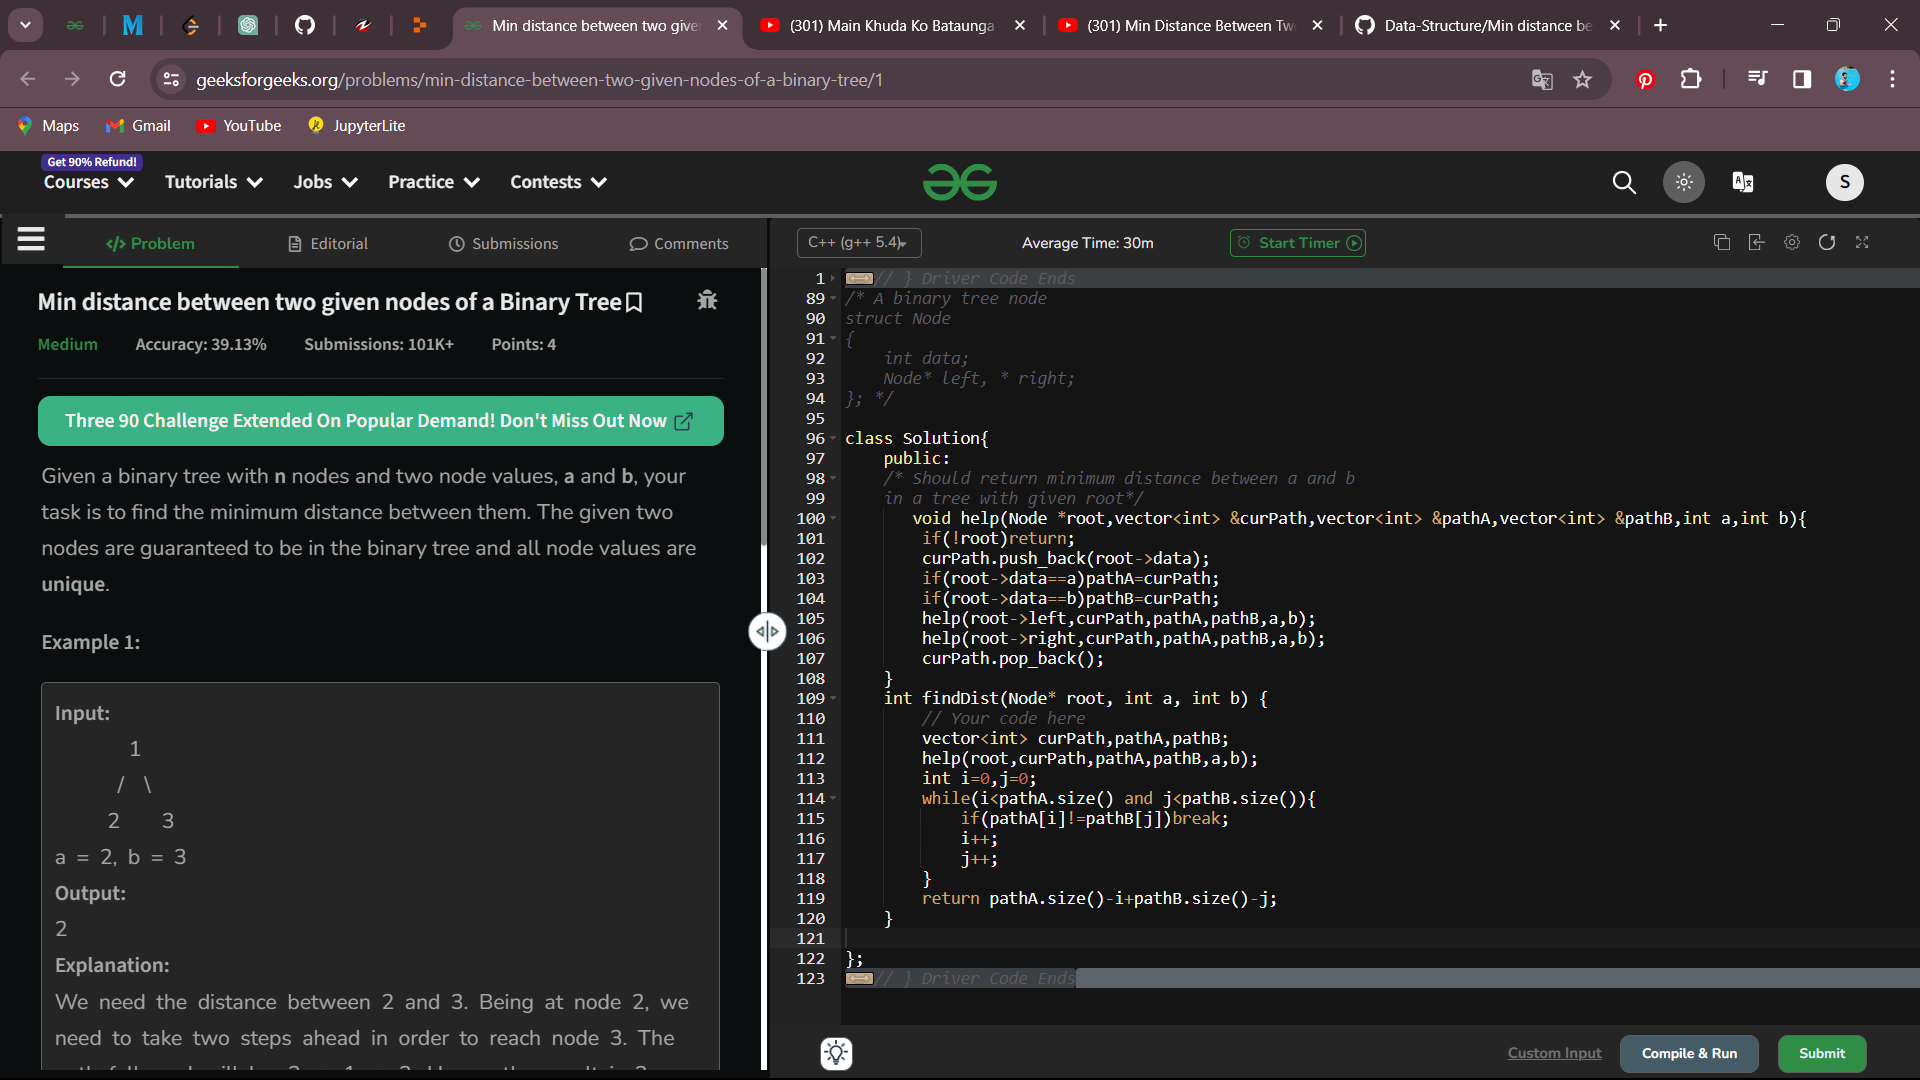 Min distance between two give
(301) Main Khuda Ko Bataunga
(301) Min Distance Between Tw
Data-Structure/Min distance be
geeksforgeeks.org/problems/min-distance-between-two-given-nodes-of-a-binary-tree/1
Maps
Gmail
YouTube
JupyterLite
Get 90% Refund!
Courses
Tutorials
Jobs
Practice
Contests
S
</> Problem
Editorial
Submissions
Comments
C++ (g++ 5.4)
Average Time: 30m
Start Timer
Min distance between two given nodes of a Binary Tree
Medium
Accuracy: 39.13%
Submissions: 101K+
Points: 4
Three 90 Challenge Extended On Popular Demand! Don't Miss Out Now
Given a binary tree with n nodes and two node values, a and b, your
task is to find the minimum distance between them. The given two
nodes are guaranteed to be in the binary tree and all node values are
unique.
Example 1:
Input:
1
/ \
2 3
a = 2, b = 3
Output:
2
Explanation:
We need the distance between 2 and 3. Being at node 2, we
need to take two steps ahead in order to reach node 3. The
1 // } Driver Code Ends
89 /* A binary tree node
90 struct Node
91 {
92 int data;
93 Node* left, * right;
94 }; */
95
96 class Solution{
97 public:
98 /* Should return minimum distance between a and b
99 in a tree with given root*/
100 void help(Node *root,vector<int> &curPath,vector<int> &pathA,vector<int> &pathB,int a,int b){
101 if(!root)return;
102 curPath.push_back(root->data);
103 if(root->data==a)pathA=curPath;
104 if(root->data==b)pathB=curPath;
105 help(root->left,curPath,pathA,pathB,a,b);
106 help(root->right,curPath,pathA,pathB,a,b);
107 curPath.pop_back();
108 }
109 int findDist(Node* root, int a, int b) {
110 // Your code here
111 vector<int> curPath,pathA,pathB;
112 help(root,curPath,pathA,pathB,a,b);
113 int i=0,j=0;
114 while(i<pathA.size() and j<pathB.size()){
115 if(pathA[i]!=pathB[j])break;
116 i++;
117 j++;
118 }
119 return pathA.size()-i+pathB.size()-j;
120 }
121
122 };
123 // } Driver Code Ends
Custom Input
Compile & Run
Submit